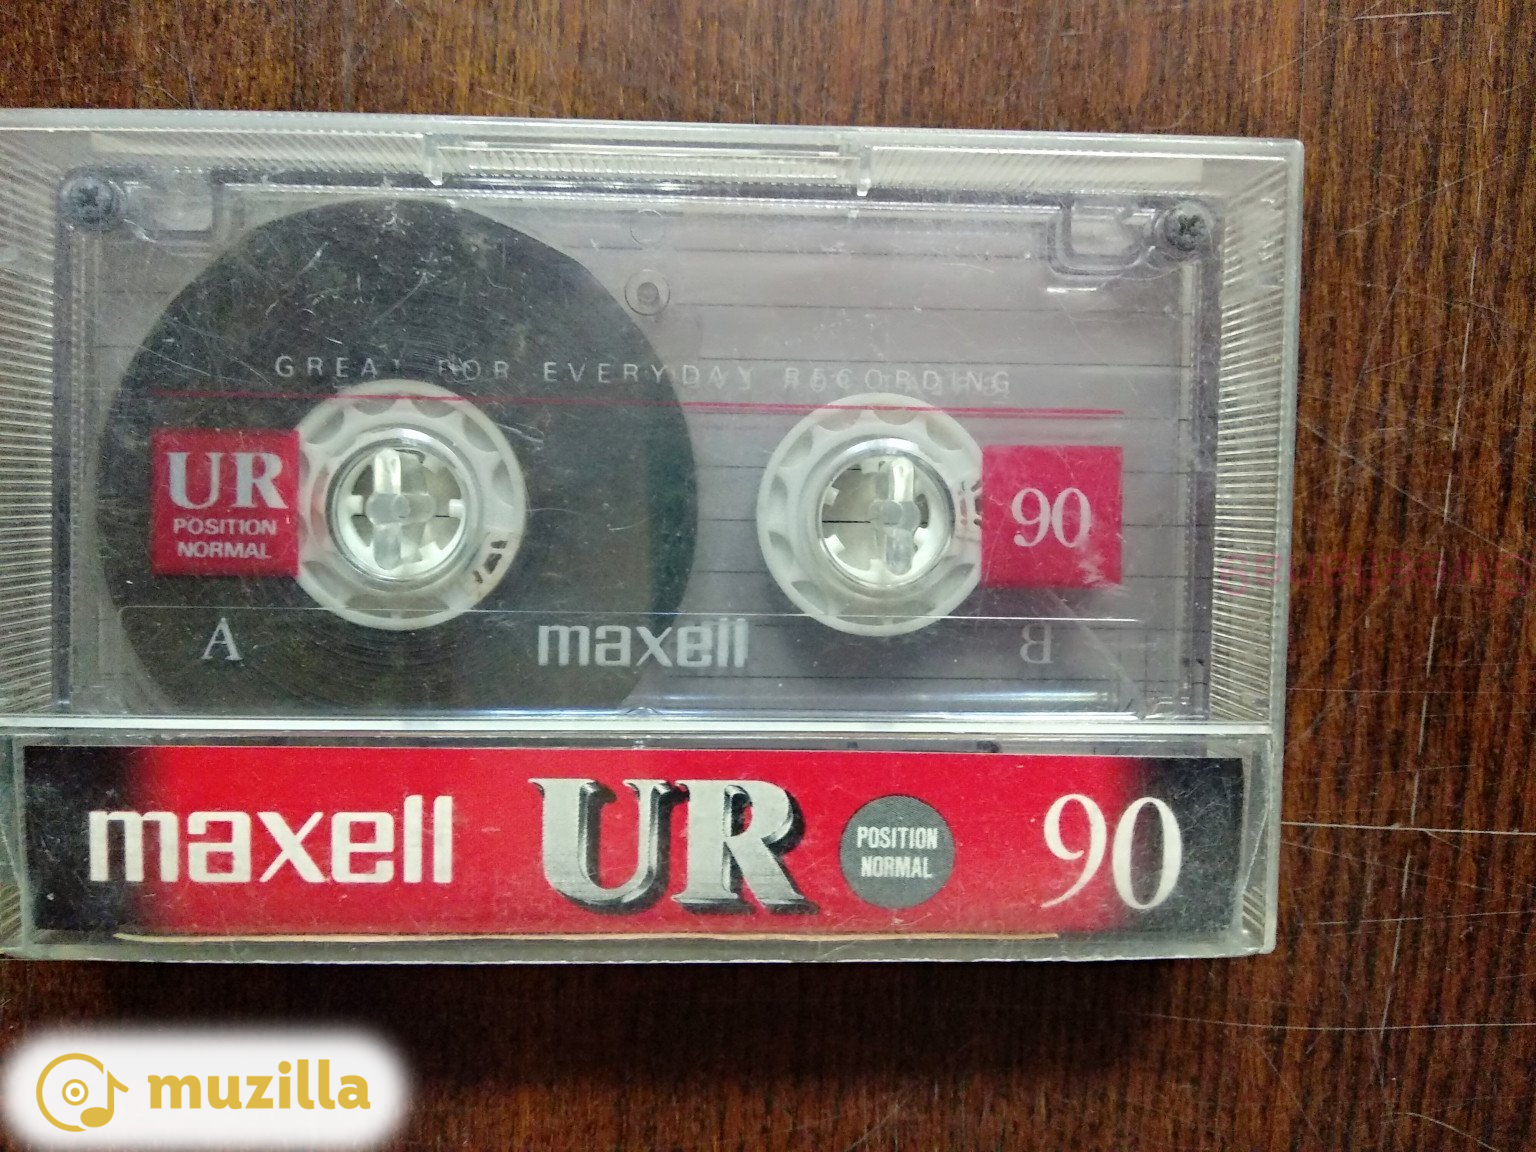 GREAT FOR EVERYDAY RECORDING
UR
POSITION
NORMAL
90
A
maxell
B
maxell
UR
POSITION
NORMAL
90
muzilla